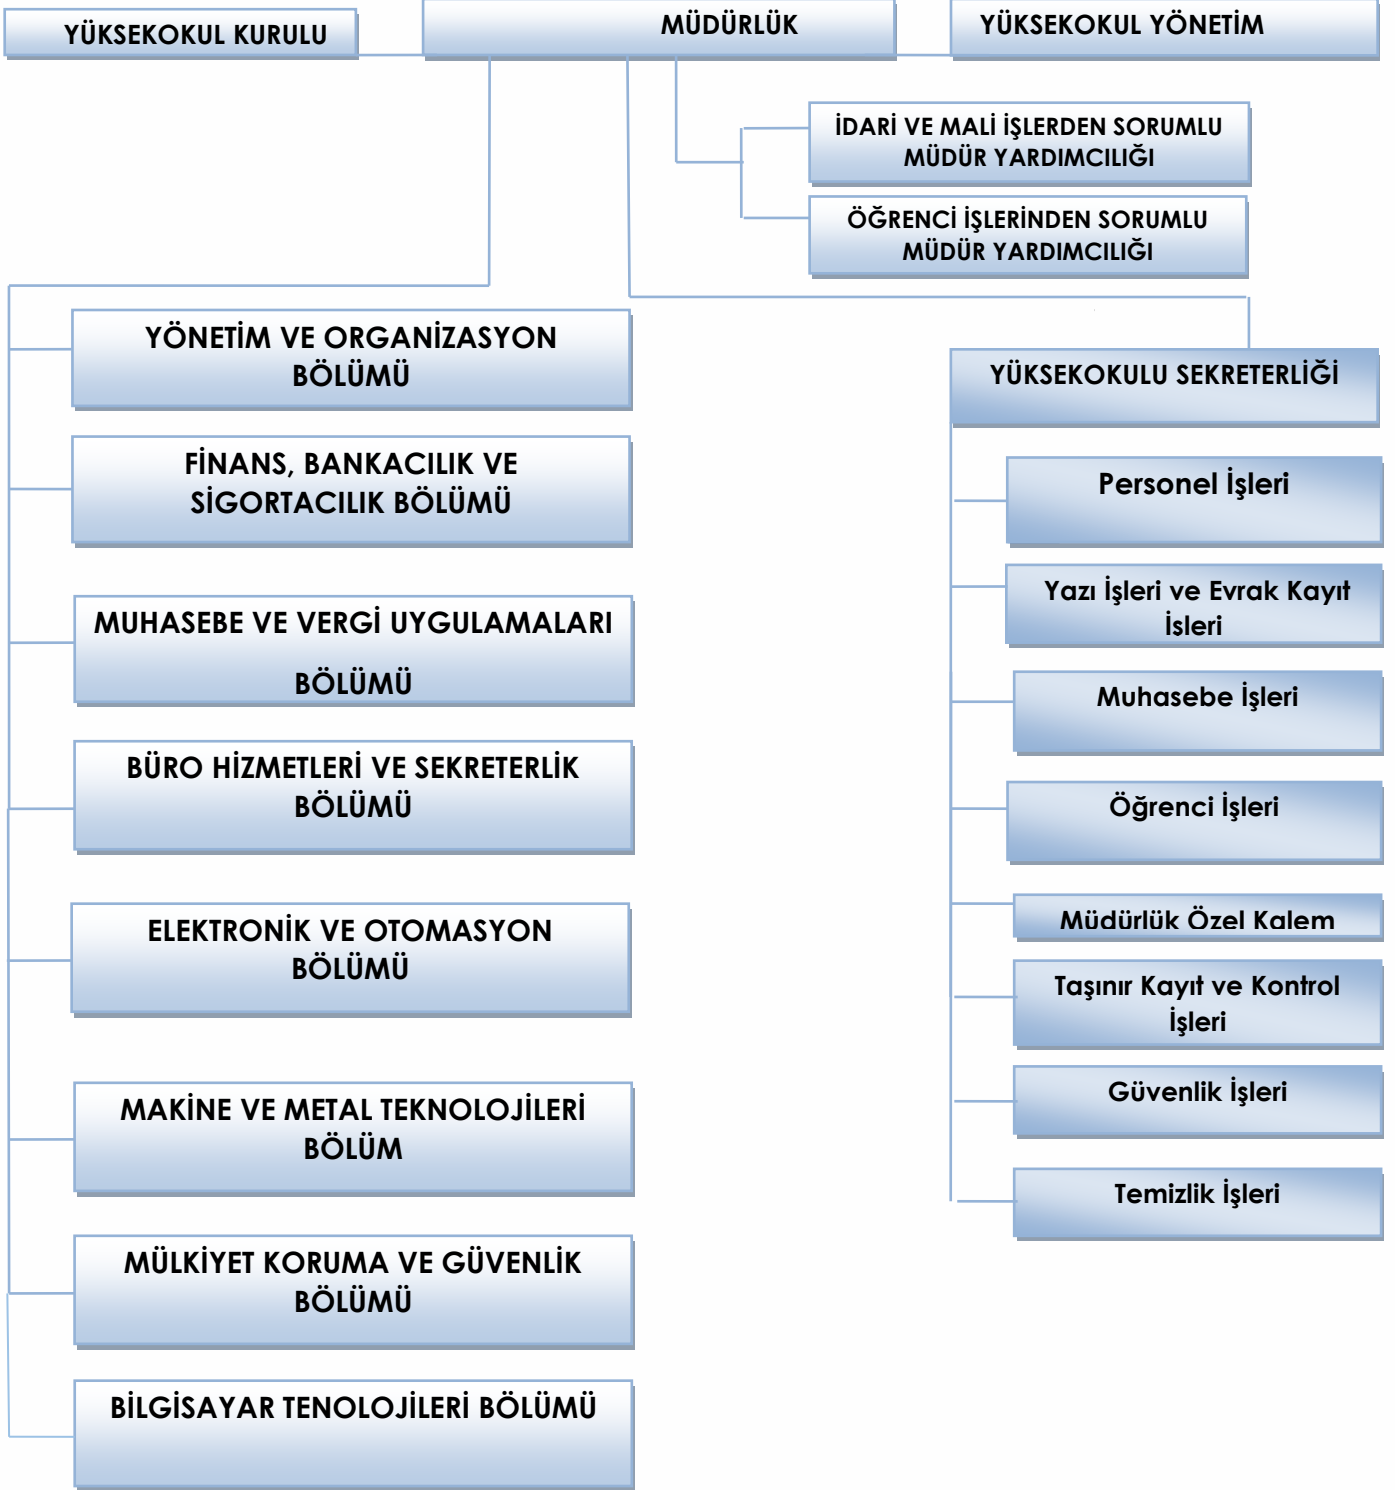 YÜKSEKOKUL KURULU
MÜDÜRLÜK
YÜKSEKOKUL YÖNETİM
İDARİ VE MALİ İŞLERDEN SORUMLU
MÜDÜR YARDIMCILIĞI
ÖĞRENCİ İŞLERİNDEN SORUMLU
MÜDÜR YARDIMCILIĞI
YÖNETİM VE ORGANİZASYON
BÖLÜMÜ
FİNANS, BANKACILIK VE
SİGORTACILIK BÖLÜMÜ
MUHASEBE VE VERGİ UYGULAMALARI
BÖLÜMÜ
BÜRO HİZMETLERİ VE SEKRETERLİK
BÖLÜMÜ
ELEKTRONİK VE OTOMASYON
BÖLÜMÜ
MAKİNE VE METAL TEKNOLOJİLERİ
BÖLÜM
MÜLKİYET KORUMA VE GÜVENLİK
BÖLÜMÜ
BİLGİSAYAR TENOLOJİLERİ BÖLÜMÜ
YÜKSEKOKULU SEKRETERLİĞİ
Personel İşleri
Yazı İşleri ve Evrak Kayıt
İşleri
Muhasebe İşleri
Öğrenci İşleri
Müdürlük Özel Kalem
Taşınır Kayıt ve Kontrol
İşleri
Güvenlik İşleri
Temizlik İşleri